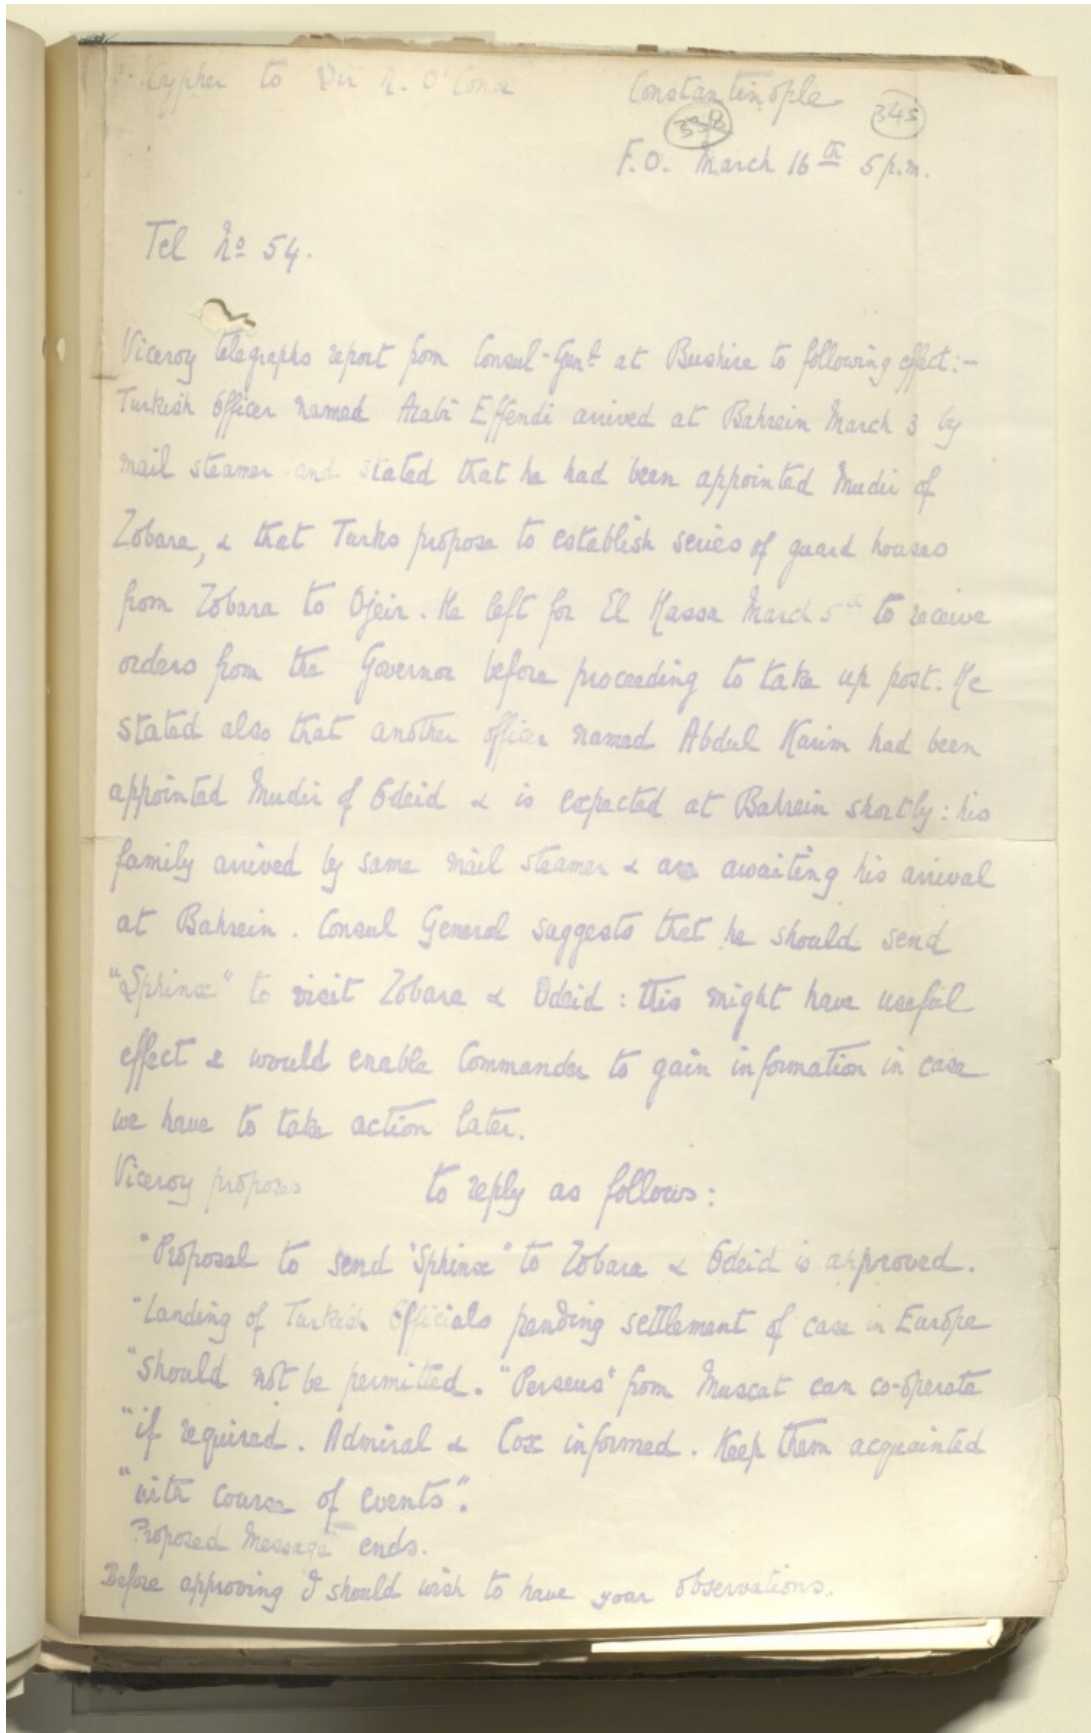 Cypher to Sir N. O'Conor Constantinople
339 345
F.O. March 16th 5 p.m.
Tel No 54.
Viceroy telegraphs report from Consul-Genl at Bushire to following effect:-
Turkish Officer named Arabi Effendi arrived at Bahrein March 3 by
mail steamer and stated that he had been appointed Mudir of
Zobara, & that Turks propose to establish series of guard houses
from Zobara to Ojeir. He left for El Hassa March 5th to receive
orders from the Governor before proceeding to take up post. He
stated also that another officer named Abdul Karim had been
appointed Mudir of Odeid & is expected at Bahrein shortly: his
family arrived by same mail steamer & are awaiting his arrival
at Bahrein. Consul General suggests that he should send
"Sphinx" to visit Zobara & Odeid: this might have useful
effect & would enable Commander to gain information in case
we have to take action later.
Viceroy proposes to reply as follows:
"Proposal to send "Sphinx" to Zobara & Odeid is approved.
"Landing of Turkish Officials pending settlement of case in Europe
"should not be permitted. "Perseus" from Muscat can co-operate
"if required. Admiral & Cox informed. Keep them acquainted
"with course of events".
Proposed Message ends.
Before approving I should wish to have your observations.